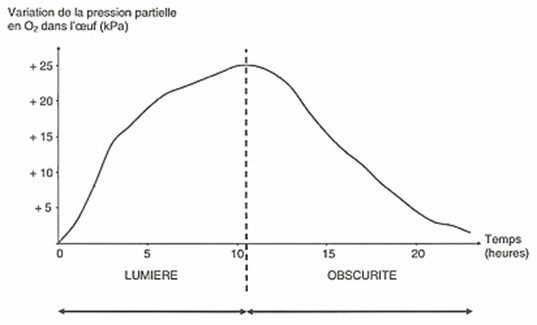 Variation de la pression partielle
en O₂ dans l'œuf (kPa)
+ 25
+ 20
+ 15
+ 10
+ 5
0
5
10
15
20
Temps
(heures)
LUMIERE
OBSCURITE